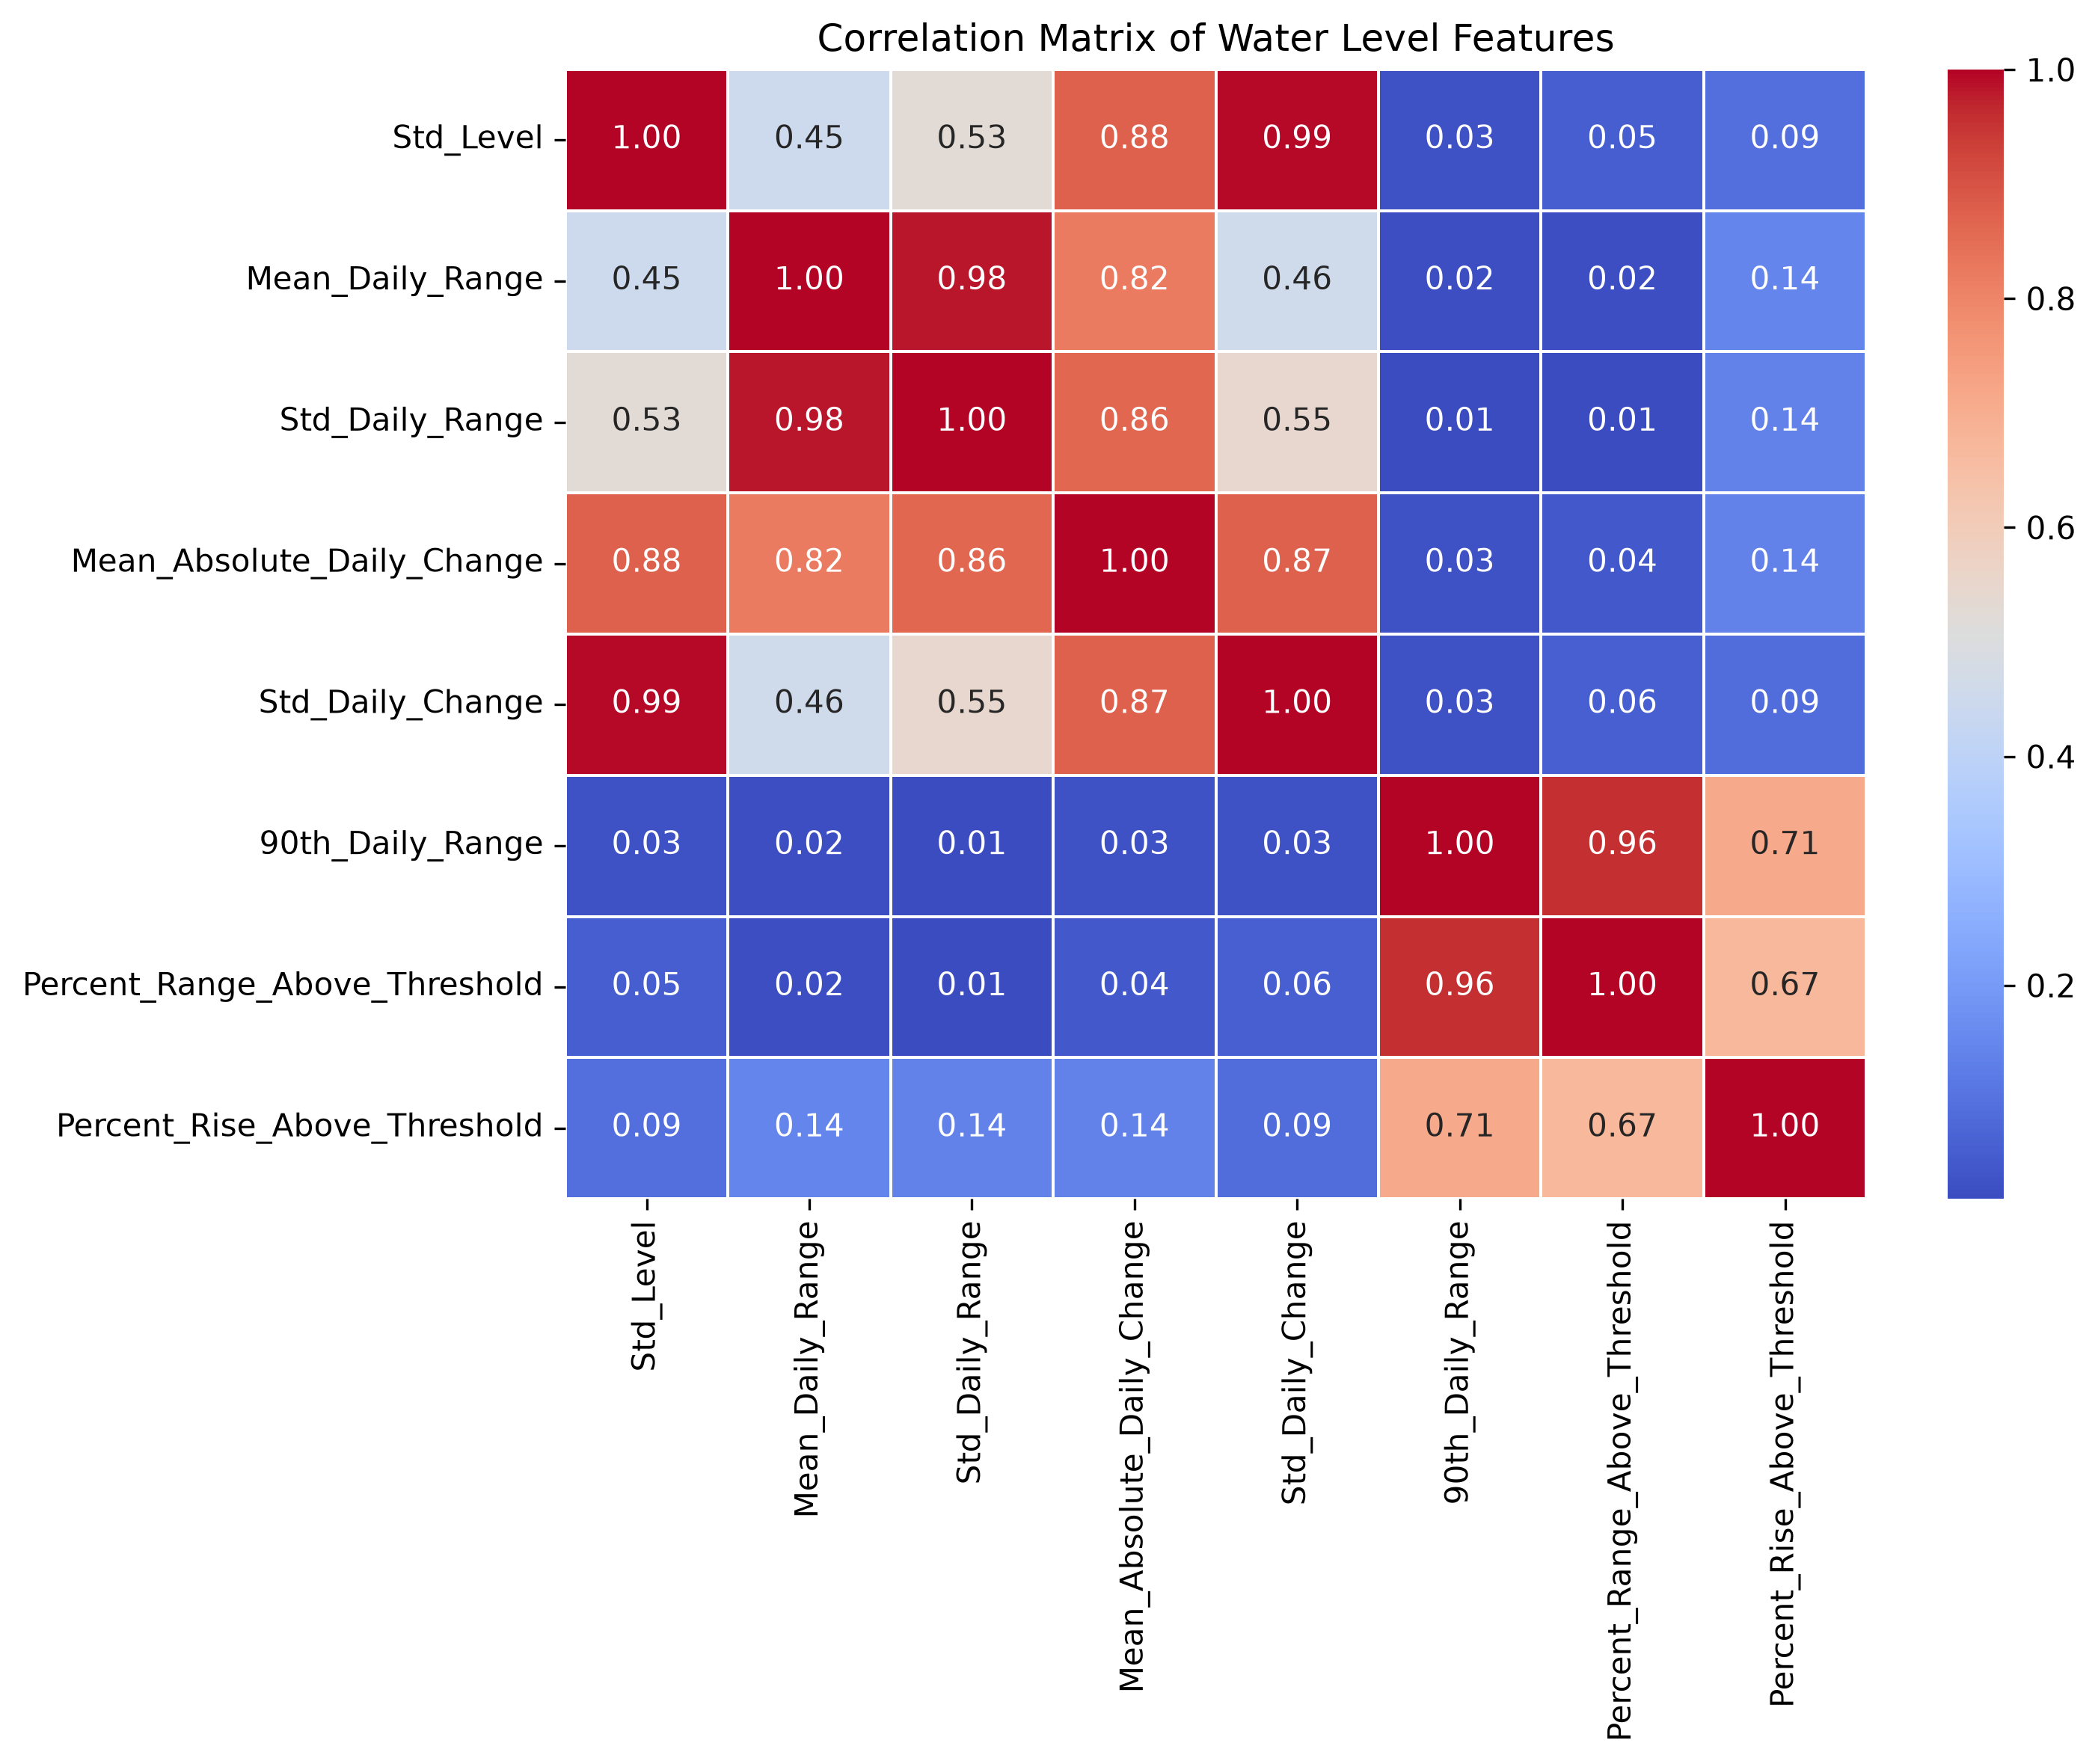 Correlation Matrix of Water Level Features
Std_Level 1.00 0.45 0.53 0.88 0.99 0.03 0.05 0.09
Mean_Daily_Range 0.45 1.00 0.98 0.82 0.46 0.02 0.02 0.14
Std_Daily_Range 0.53 0.98 1.00 0.86 0.55 0.01 0.01 0.14
Mean_Absolute_Daily_Change 0.88 0.82 0.86 1.00 0.87 0.03 0.04 0.14
Std_Daily_Change 0.99 0.46 0.55 0.87 1.00 0.03 0.06 0.09
90th_Daily_Range 0.03 0.02 0.01 0.03 0.03 1.00 0.96 0.71
Percent_Range_Above_Threshold 0.05 0.02 0.01 0.04 0.06 0.96 1.00 0.67
Percent_Rise_Above_Threshold 0.09 0.14 0.14 0.14 0.09 0.71 0.67 1.00
Std_Level
Mean_Daily_Range
Std_Daily_Range
Mean_Absolute_Daily_Change
Std_Daily_Change
90th_Daily_Range
Percent_Range_Above_Threshold
Percent_Rise_Above_Threshold
1.0
0.8
0.6
0.4
0.2